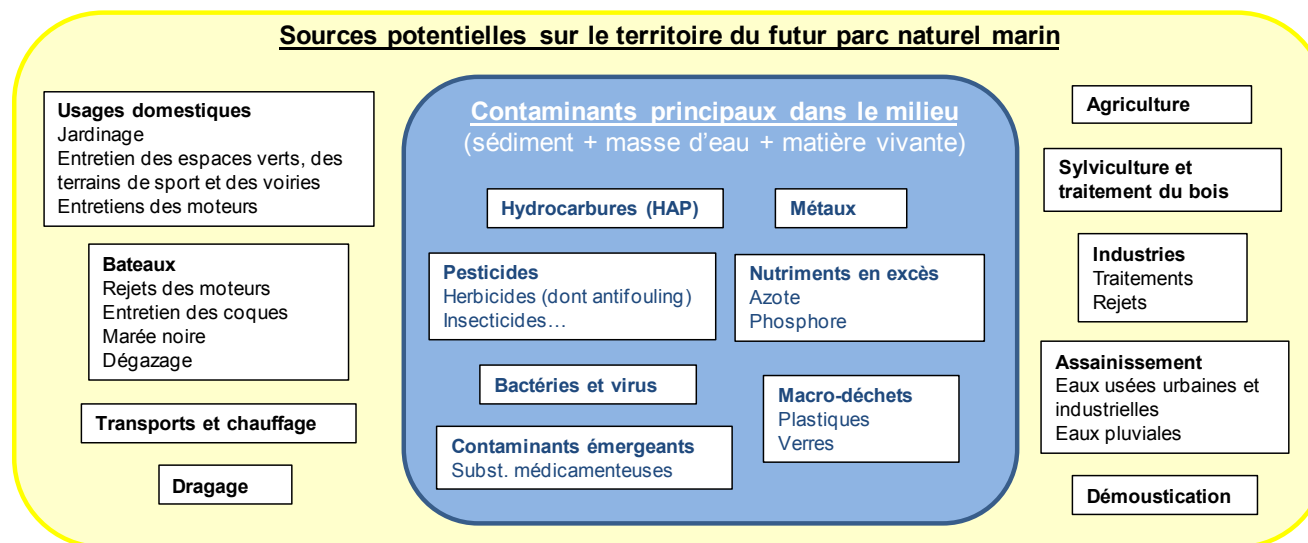 Sources potentielles sur le territoire du futur parc naturel marin
Usages domestiques
Jardinage
Entretien des espaces verts, des
terrains de sport et des voiries
Entretiens des moteurs
Bateaux
Rejets des moteurs
Entretien des coques
Marée noire
Dégazage
Transports et chauffage
Dragage
Contaminants principaux dans le milieu
(sédiment + masse d'eau + matière vivante)
Hydrocarbures (HAP)
Métaux
Pesticides
Herbicides (dont antifouling)
Insecticides…
Nutriments en excès
Azote
Phosphore
Bactéries et virus
Macro-déchets
Plastiques
Verres
Contaminants émergeants
Subst. médicamenteuses
Agriculture
Sylviculture et
traitement du bois
Industries
Traitements
Rejets
Assainissement
Eaux usées urbaines et
industrielles
Eaux pluviales
Démoustication